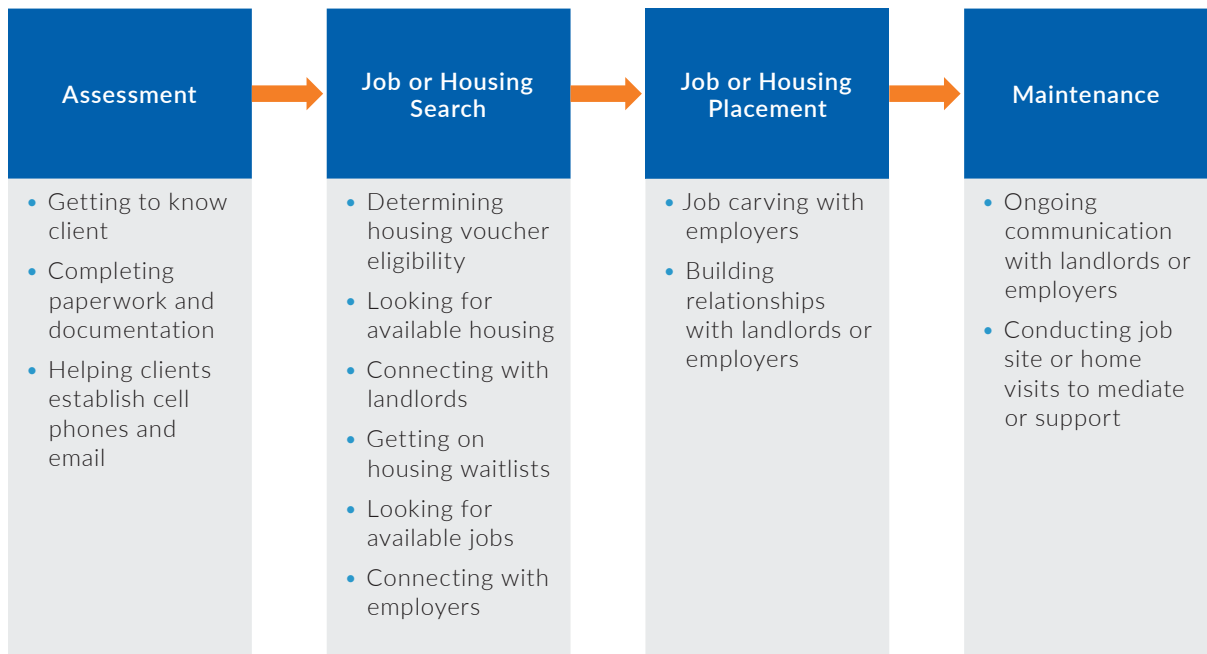 Assessment
• Getting to know
client
• Completing
paperwork and
documentation
• Helping clients
establish cell
phones and
email
Job or Housing
Search
• Determining
housing voucher
eligibility
• Looking for
available housing
• Connecting with
landlords
• Getting on
housing waitlists
• Looking for
available jobs
• Connecting with
employers
Job or Housing
Placement
• Job carving with
employers
• Building
relationships
with landlords or
employers
Maintenance
• Ongoing
communication
with landlords or
employers
• Conducting job
site or home
visits to mediate
or support